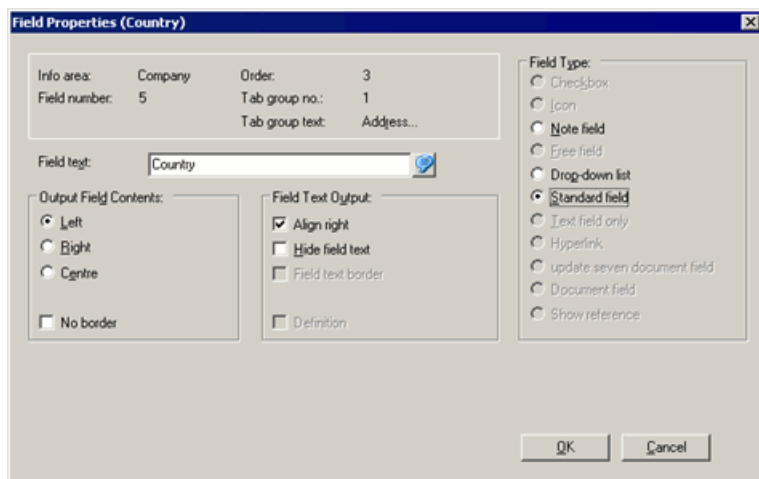 Field Properties (Country)
Info area: Company Order: 3
Field number: 5 Tab group no.: 1
Tab group text: Address...
Field text: Country
Output Field Contents:
Left
Right
Centre
No border
Field Text Output:
Align right
Hide field text
Field text border
Definition
Field Type:
Checkbox
Icon
Note field
Free field
Drop-down list
Standard field
Text field only
Hyperlink
update.seven document field
Document field
Show reference
OK Cancel